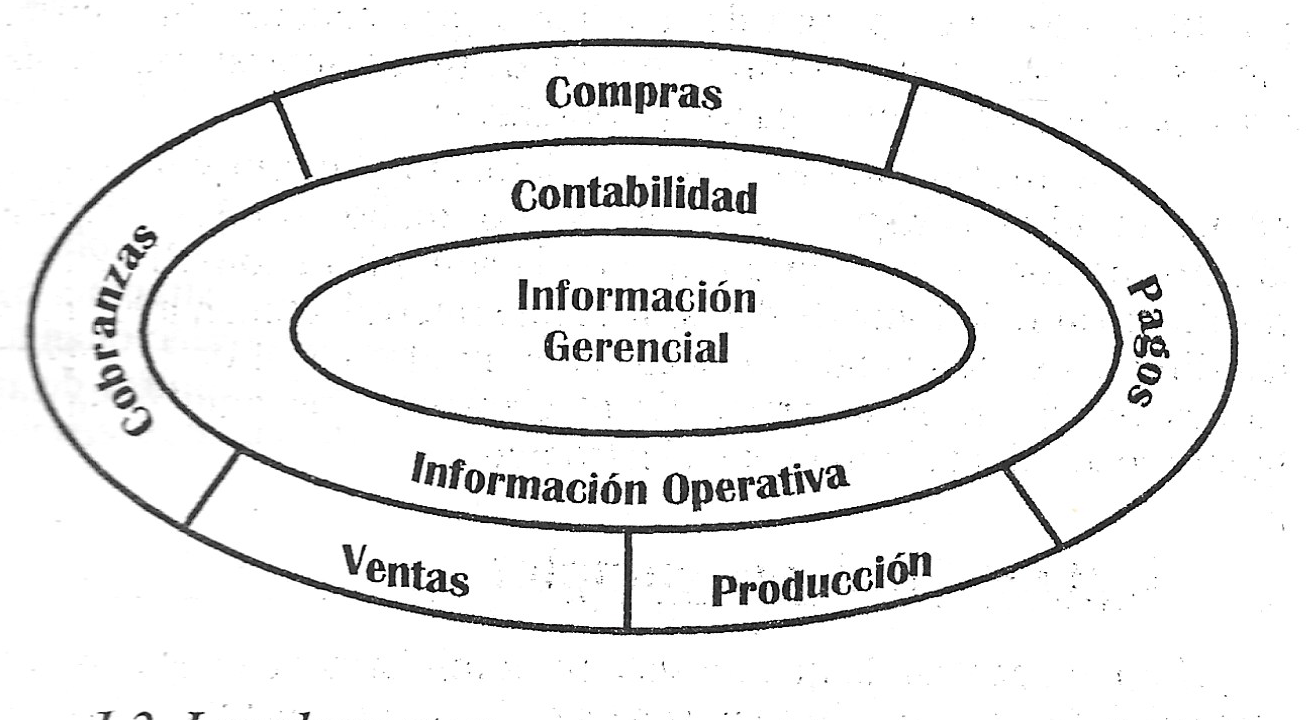 Compras
Contabilidad
Información
Gerencial
Cobranzas
Pagos
Información Operativa
Ventas
Producción